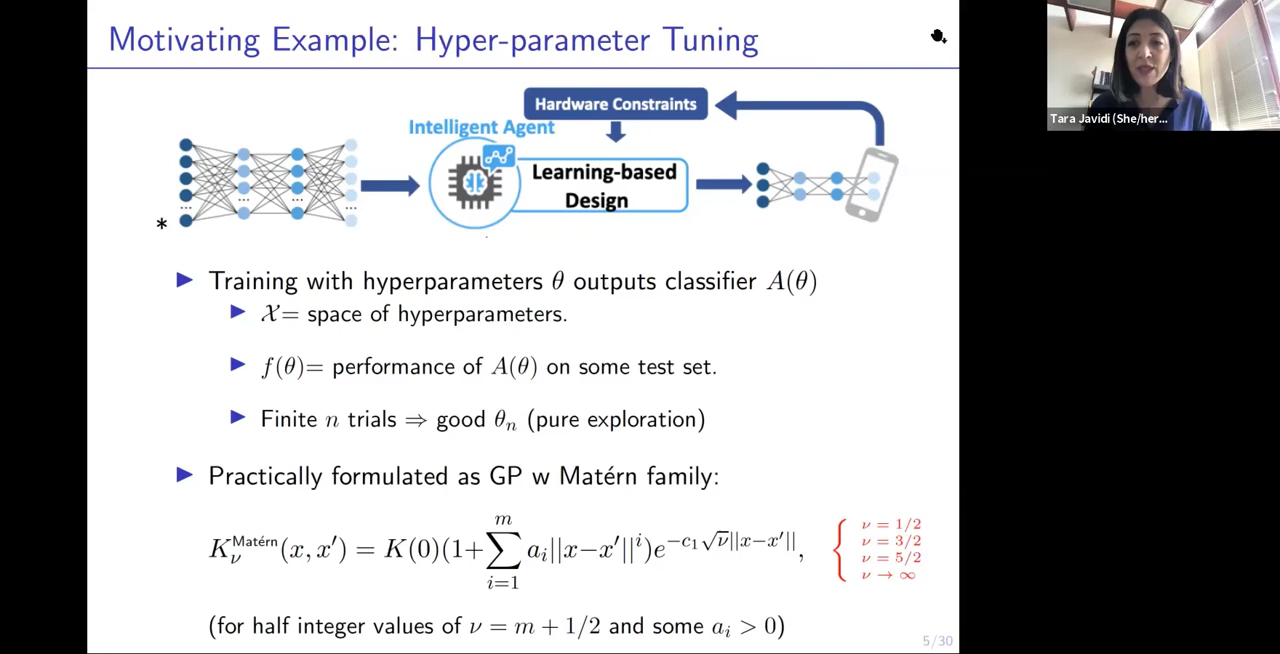 Motivating Example: Hyper-parameter Tuning
Hardware Constraints
Intelligent Agent
Learning-based
Design
*
▶ Training with hyperparameters θ outputs classifier A(θ)
▶ 𝒳= space of hyperparameters.
▶ f(θ)= performance of A(θ) on some test set.
▶ Finite n trials ⇒ good θₙ (pure exploration)
▶ Practically formulated as GP w Matérn family:
K_ν^{Matérn}(x, x′) = K(0)(1+∑_{i=1}^{m} a_i||x−x′||^i)e^{−c_1√ν||x−x′||},
ν = 1/2
ν = 3/2
ν = 5/2
ν → ∞
(for half integer values of ν = m + 1/2 and some a_i > 0)
5/30
Tara Javidi (She/her...